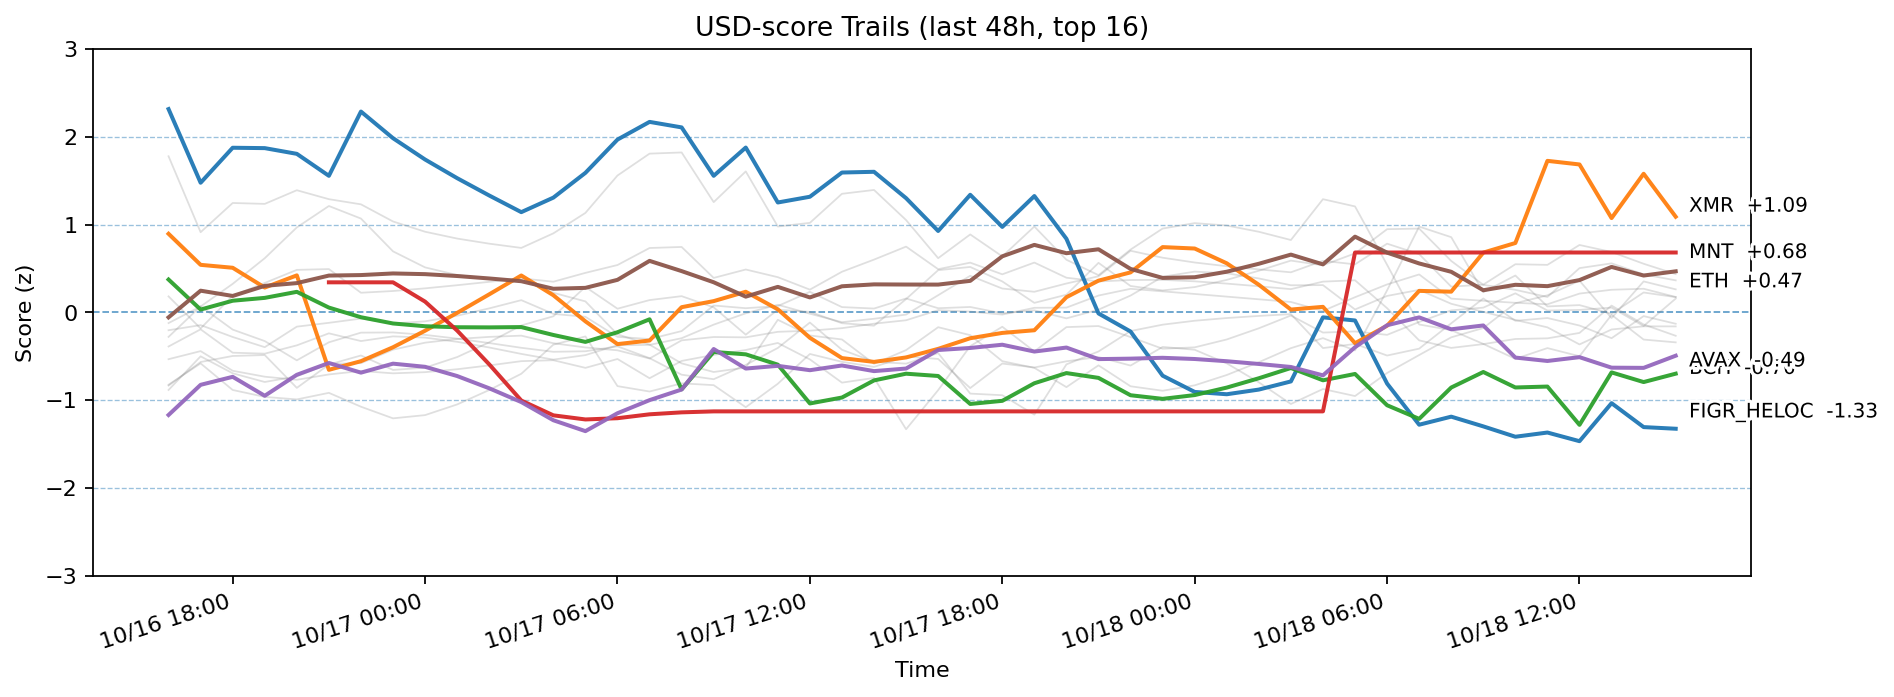 USD-score Trails (last 48h, top 16)
Score (z)
3
2
1
0
−1
−2
−3
XMR +1.09
MNT +0.68
ETH +0.47
AVAX -0.49
FIGR_HELOC -1.33
10/16 18:00
10/17 00:00
10/17 06:00
10/17 12:00
10/17 18:00
10/18 00:00
10/18 06:00
10/18 12:00
Time